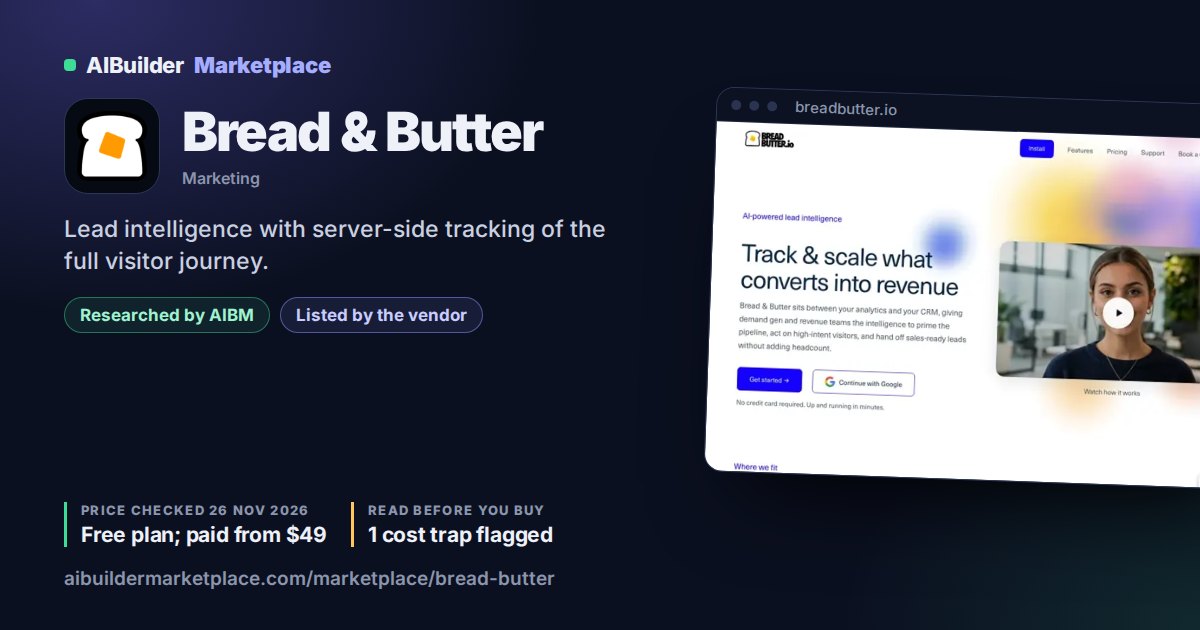 AIBuilder Marketplace
Bread & Butter
Marketing
Lead intelligence with server-side tracking of the
full visitor journey.
Researched by AIBM
Listed by the vendor
PRICE CHECKED 26 NOV 2026
Free plan; paid from $49
READ BEFORE YOU BUY
1 cost trap flagged
aibuildermarketplace.com/marketplace/bread-butter
breadbutter.io
BREAD
BUTTER.io
Install
Features
Pricing
Support
Book a
AI-powered lead intelligence
Track & scale what
converts into revenue
Bread & Butter sits between your analytics and your CRM, giving
demand gen and revenue teams the intelligence to prime the
pipeline, act on high-intent visitors, and hand off sales-ready leads
without adding headcount.
Get started →
Continue with Google
No credit card required. Up and running in minutes.
Watch how it works
Where we fit